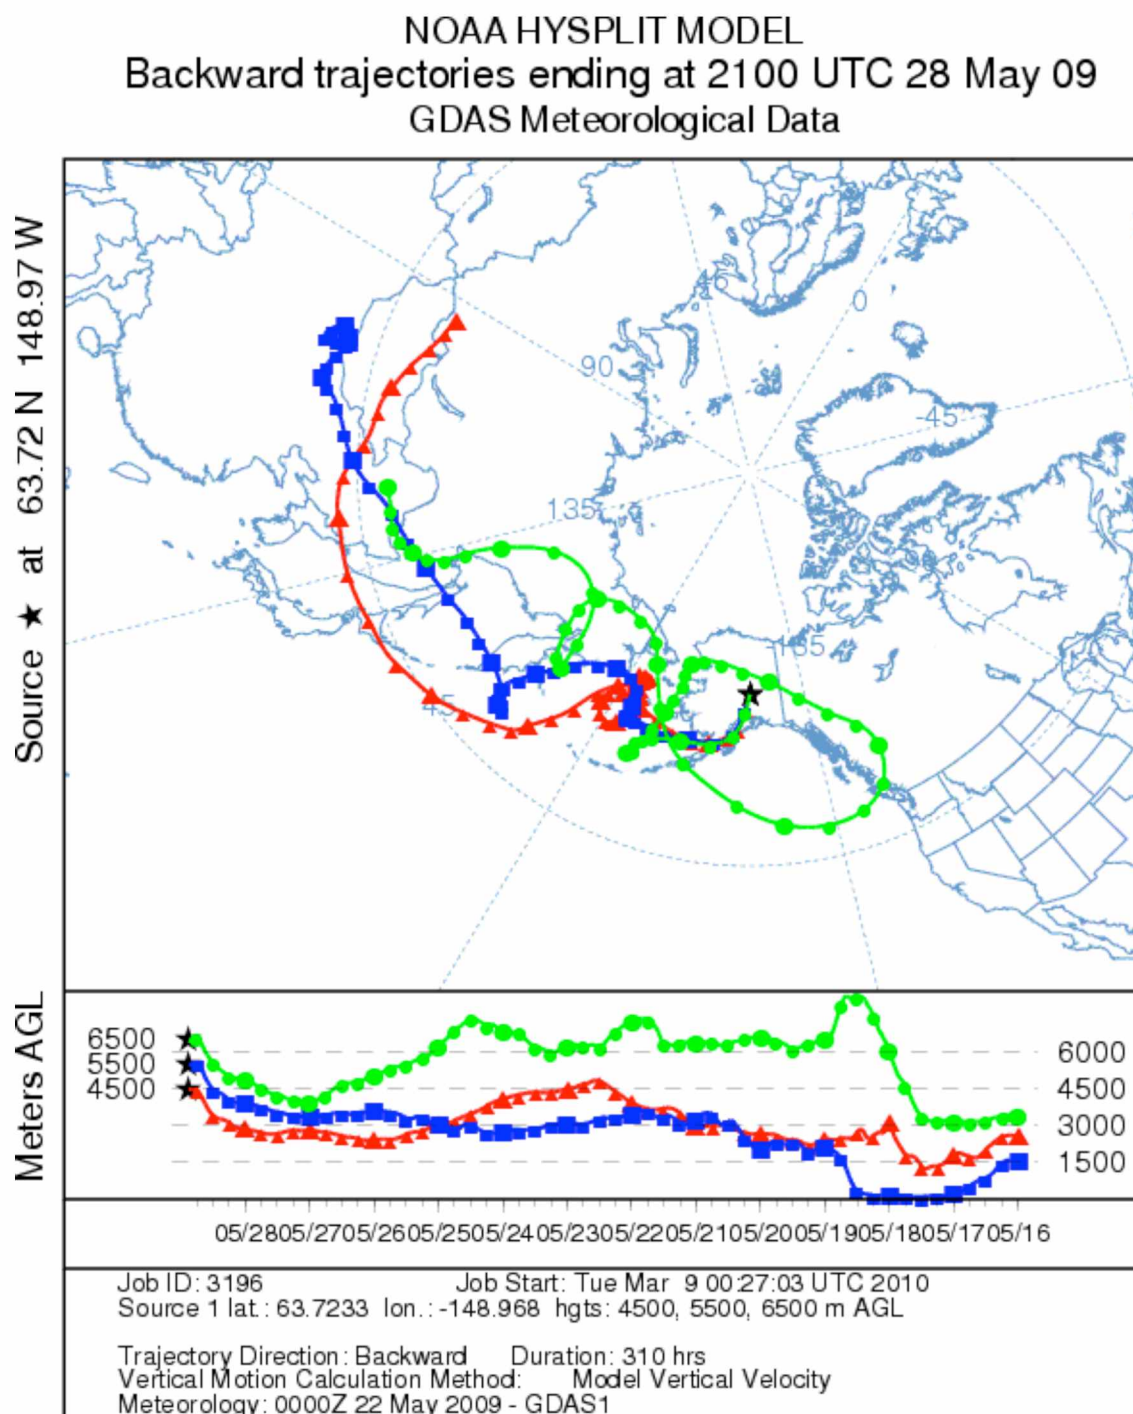 NOAA HYSPLIT MODEL
Backward trajectories ending at 2100 UTC 28 May 09
GDAS Meteorological Data
Source ★ at 63.72 N 148.97 W
45
0
90
-45
135
-135
45
Meters AGL
6500
5500
4500
6000
4500
3000
1500
05/28 05/27 05/26 05/25 05/24 05/23 05/22 05/21 05/20 05/19 05/18 05/17 05/16
Job ID: 3196 Job Start: Tue Mar 9 00:27:03 UTC 2010
Source 1 lat.: 63.7233 lon.: -148.968 hgts: 4500, 5500, 6500 m AGL
Trajectory Direction: Backward Duration: 310 hrs
Vertical Motion Calculation Method: Model Vertical Velocity
Meteorology: 0000Z 22 May 2009 - GDAS1